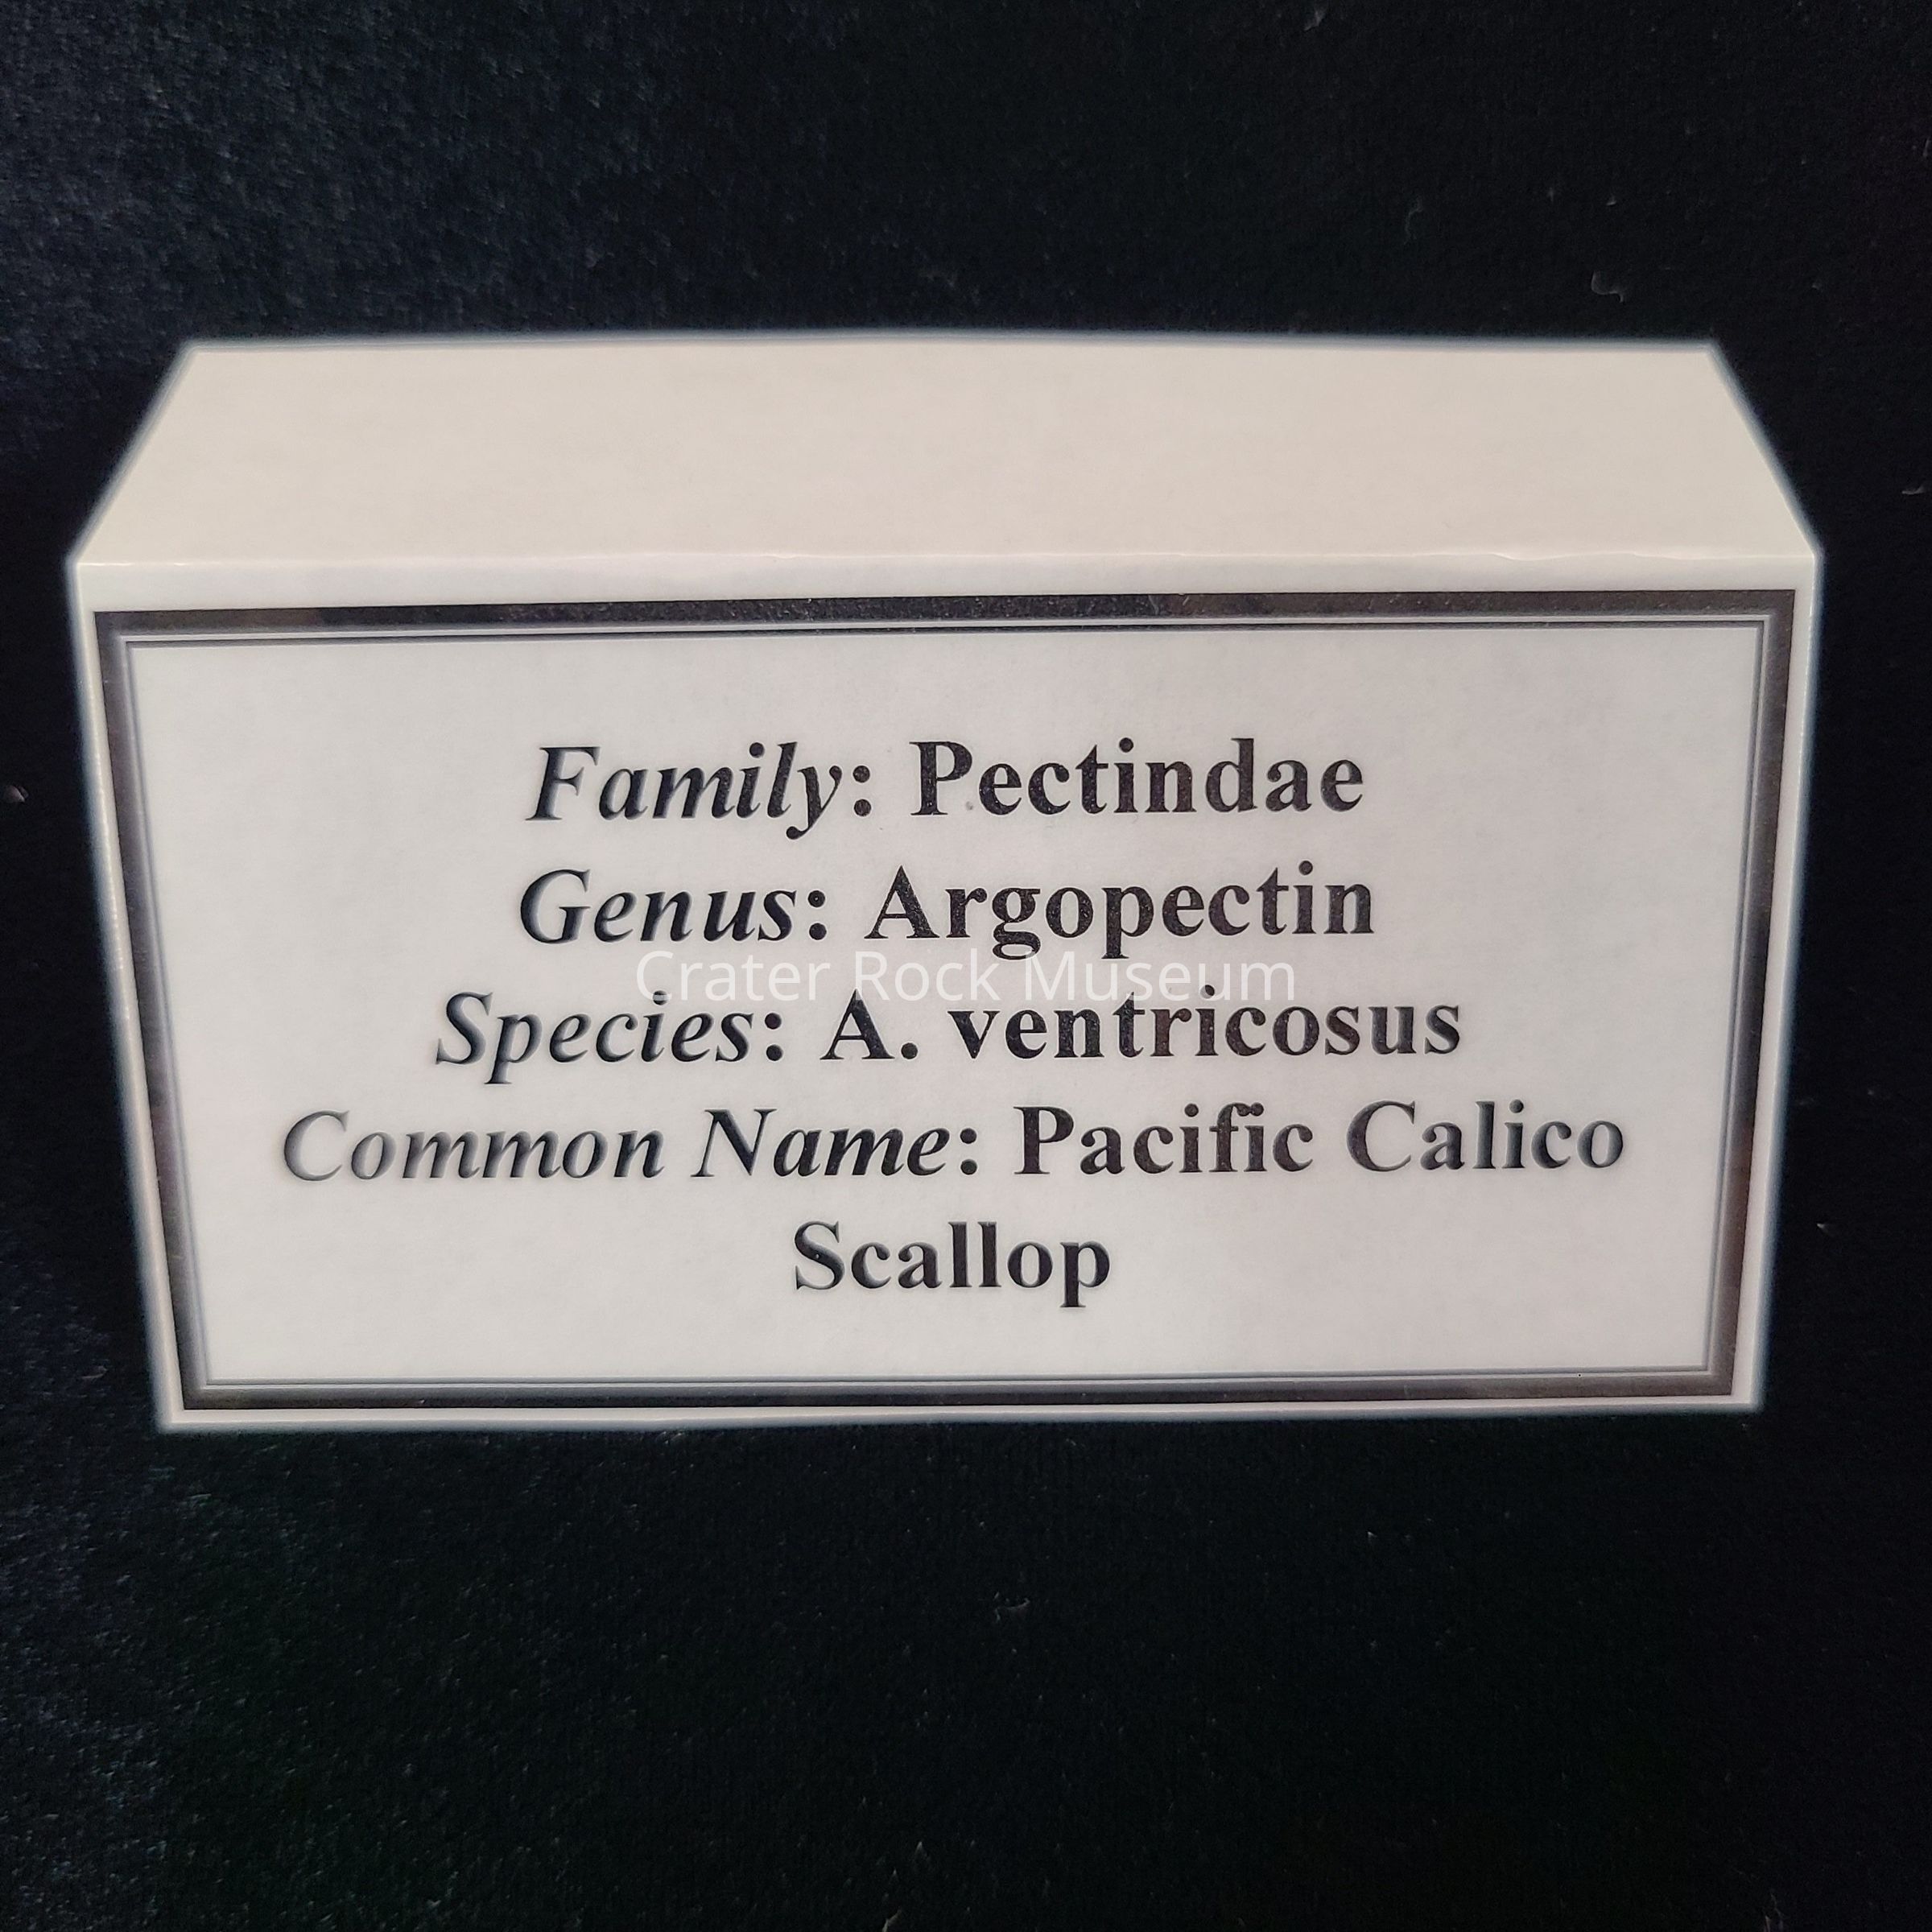 Family: Pectindae
Genus: Argopectin
Crater Rock Museum
Species: A. ventricosus
Common Name: Pacific Calico
Scallop